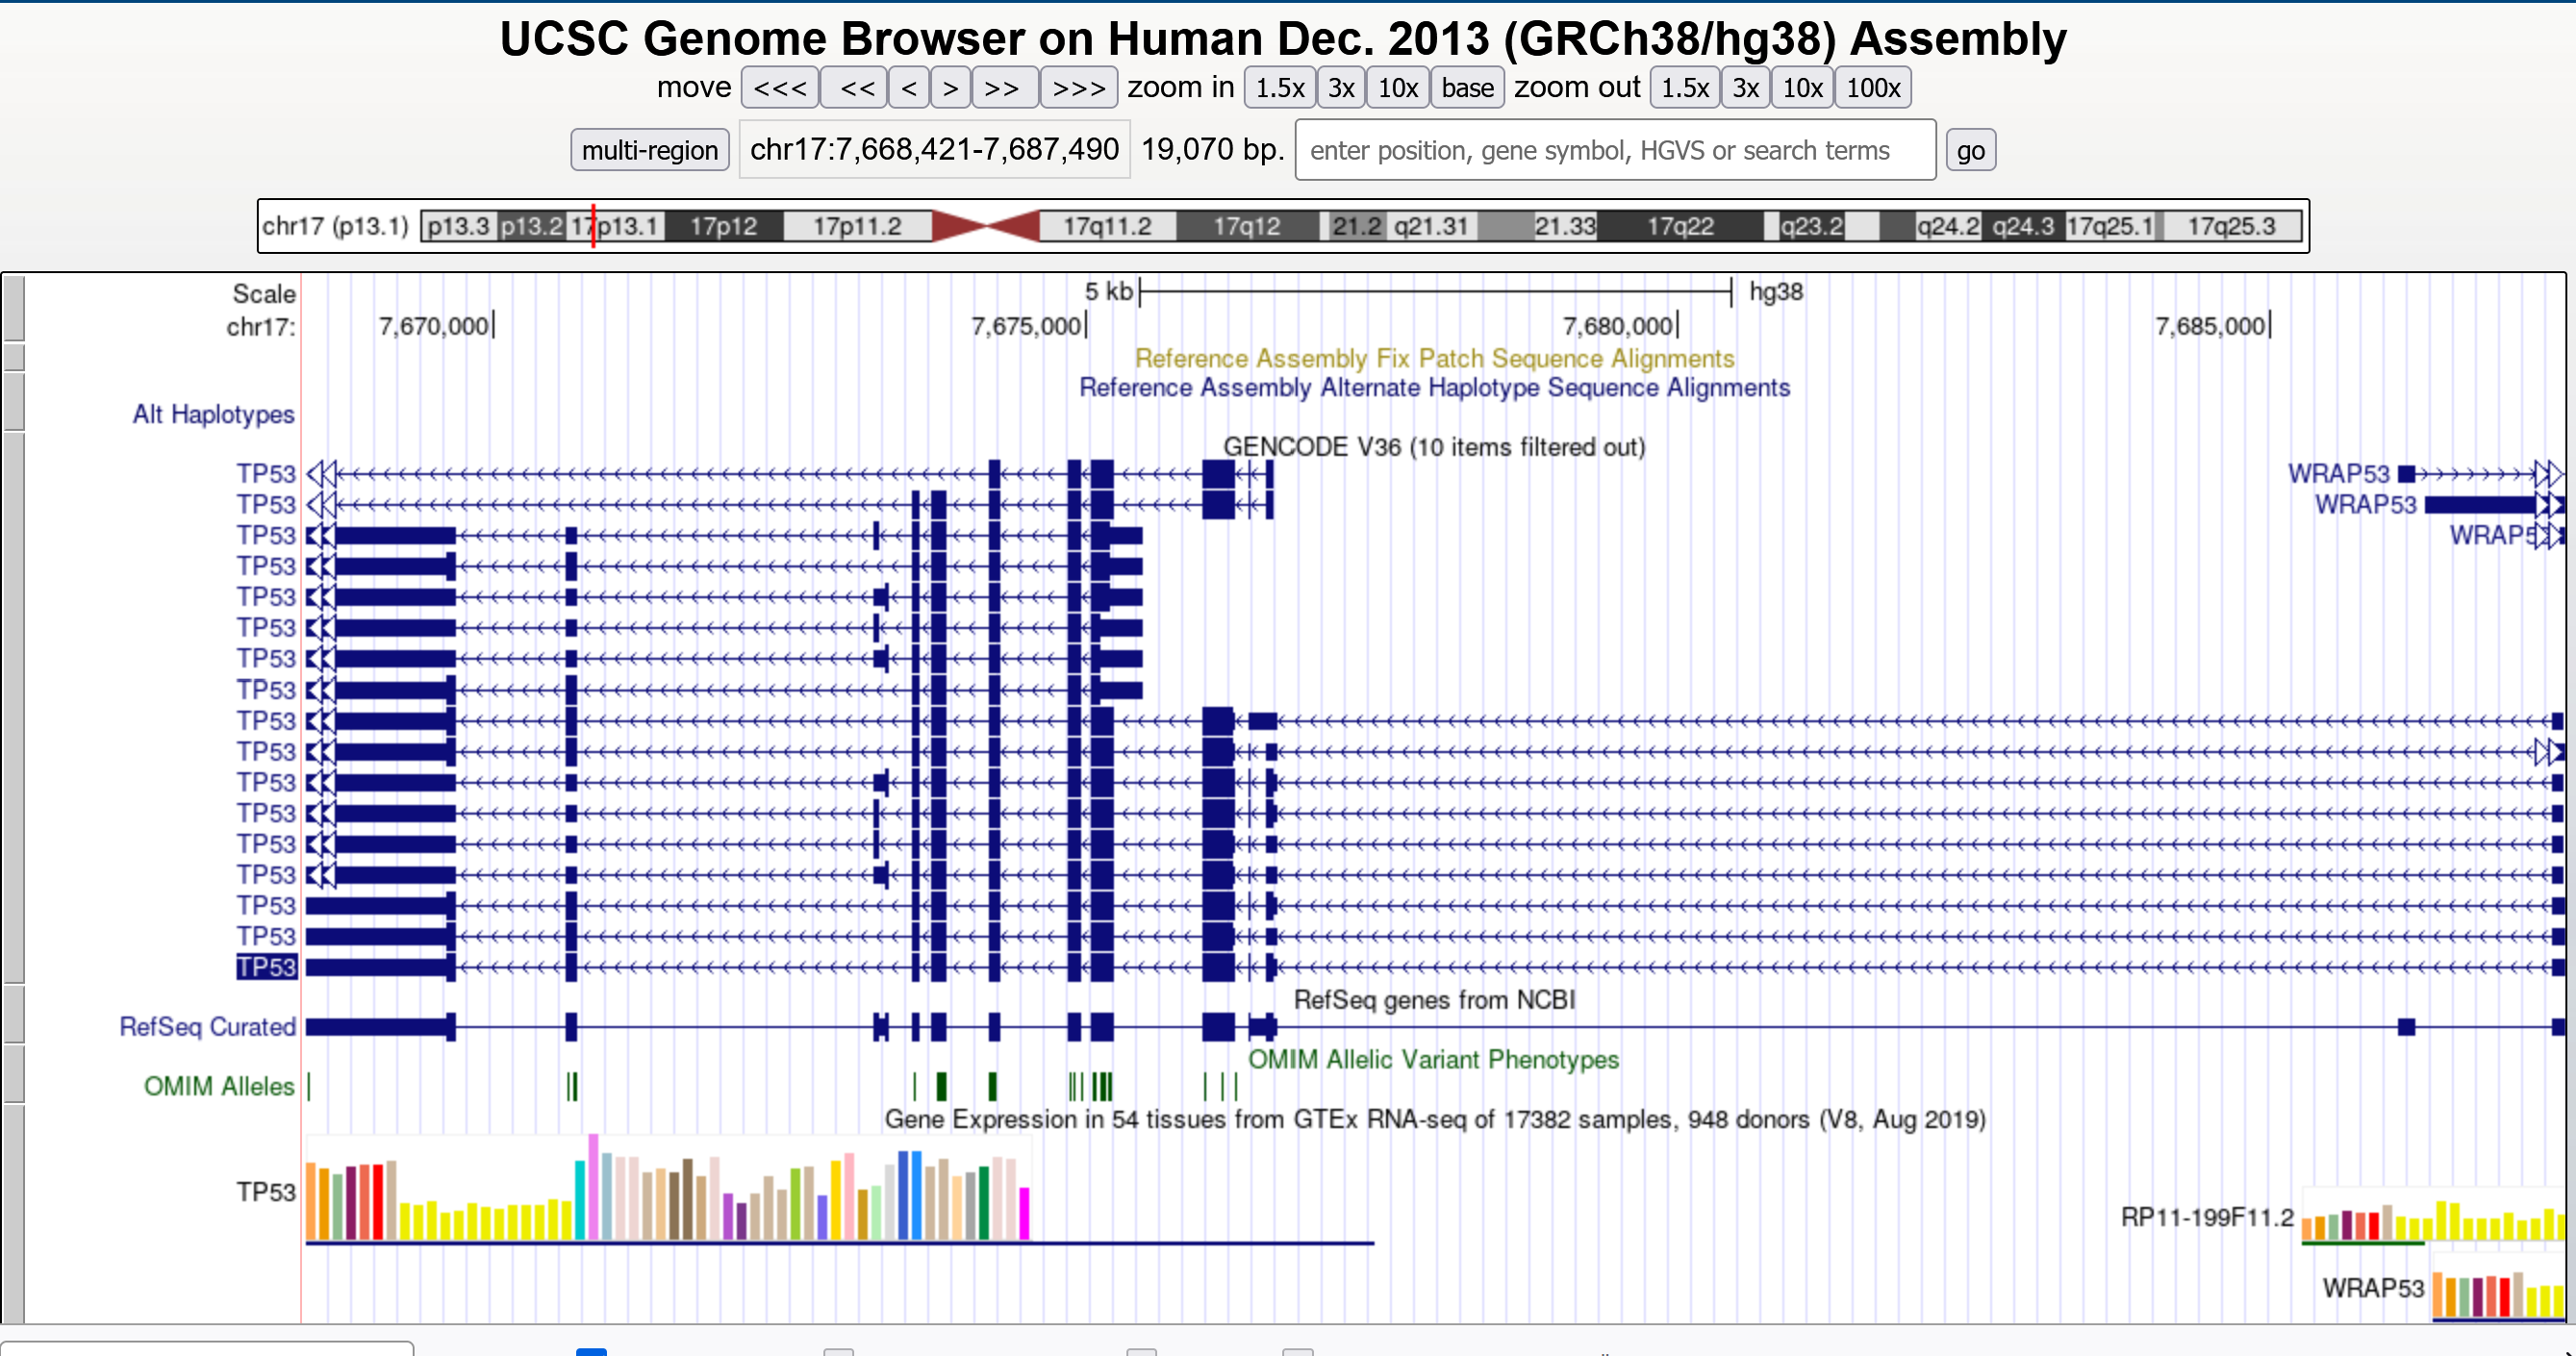 UCSC Genome Browser on Human Dec. 2013 (GRCh38/hg38) Assembly
move <<< << < > >> >>> zoom in 1.5x 3x 10x base zoom out 1.5x 3x 10x 100x
multi-region chr17:7,668,421-7,687,490 19,070 bp. enter position, gene symbol, HGVS or search terms go
chr17 (p13.1) p13.3 p13.2 17p13.1 17p12 17p11.2 17q11.2 17q12 21.2 q21.31 21.33 17q22 q23.2 q24.2 q24.3 17q25.1 17q25.3
Scale 5 kb hg38
chr17: 7,670,000 7,675,000 7,680,000 7,685,000
Reference Assembly Fix Patch Sequence Alignments
Reference Assembly Alternate Haplotype Sequence Alignments
Alt Haplotypes
GENCODE V36 (10 items filtered out)
TP53 WRAP53
TP53 WRAP53
TP53 WRAP5
TP53
TP53
TP53
TP53
TP53
TP53
TP53
TP53
TP53
TP53
TP53
TP53
TP53
TP53
RefSeq genes from NCBI
RefSeq Curated
OMIM Allelic Variant Phenotypes
OMIM Alleles
Gene Expression in 54 tissues from GTEx RNA-seq of 17382 samples, 948 donors (V8, Aug 2019)
TP53
RP11-199F11.2
WRAP53